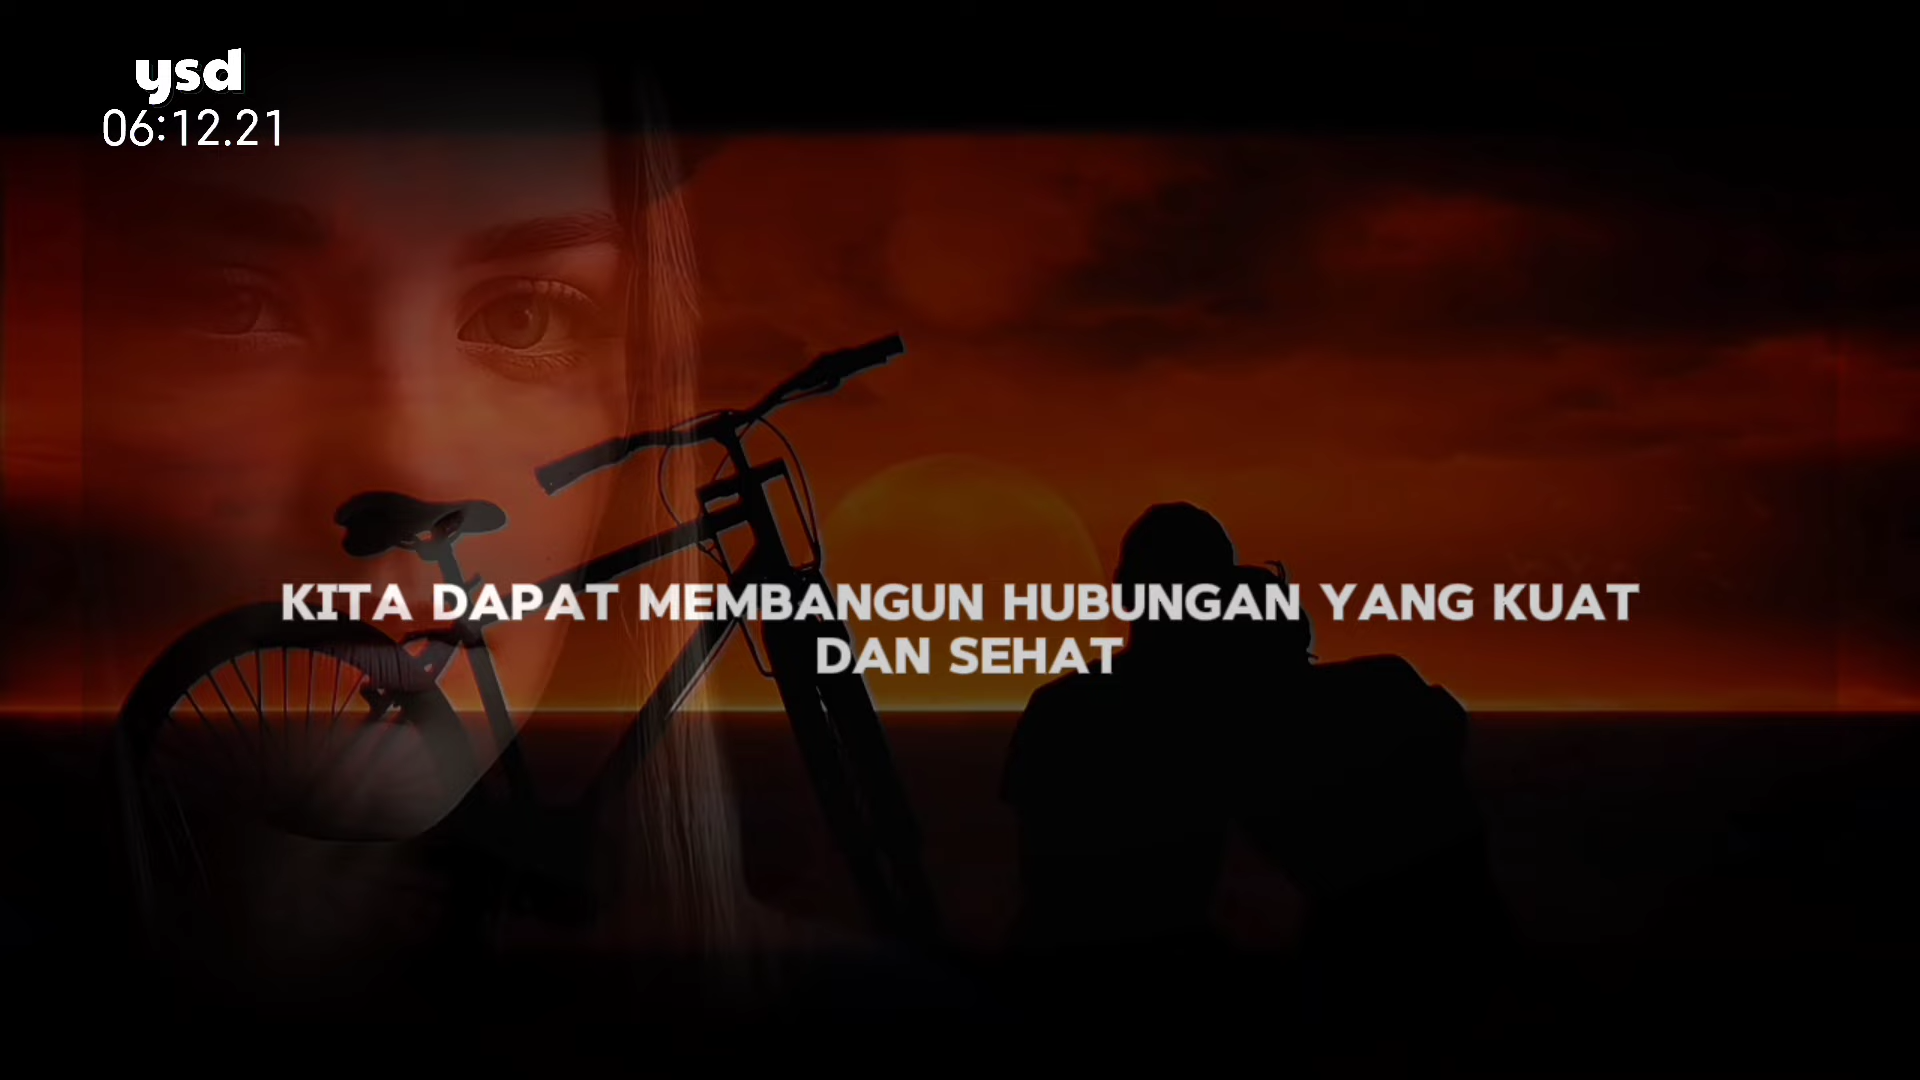 ysd
06:12.21
KITA DAPAT MEMBANGUN HUBUNGAN YANG KUAT
DAN SEHAT